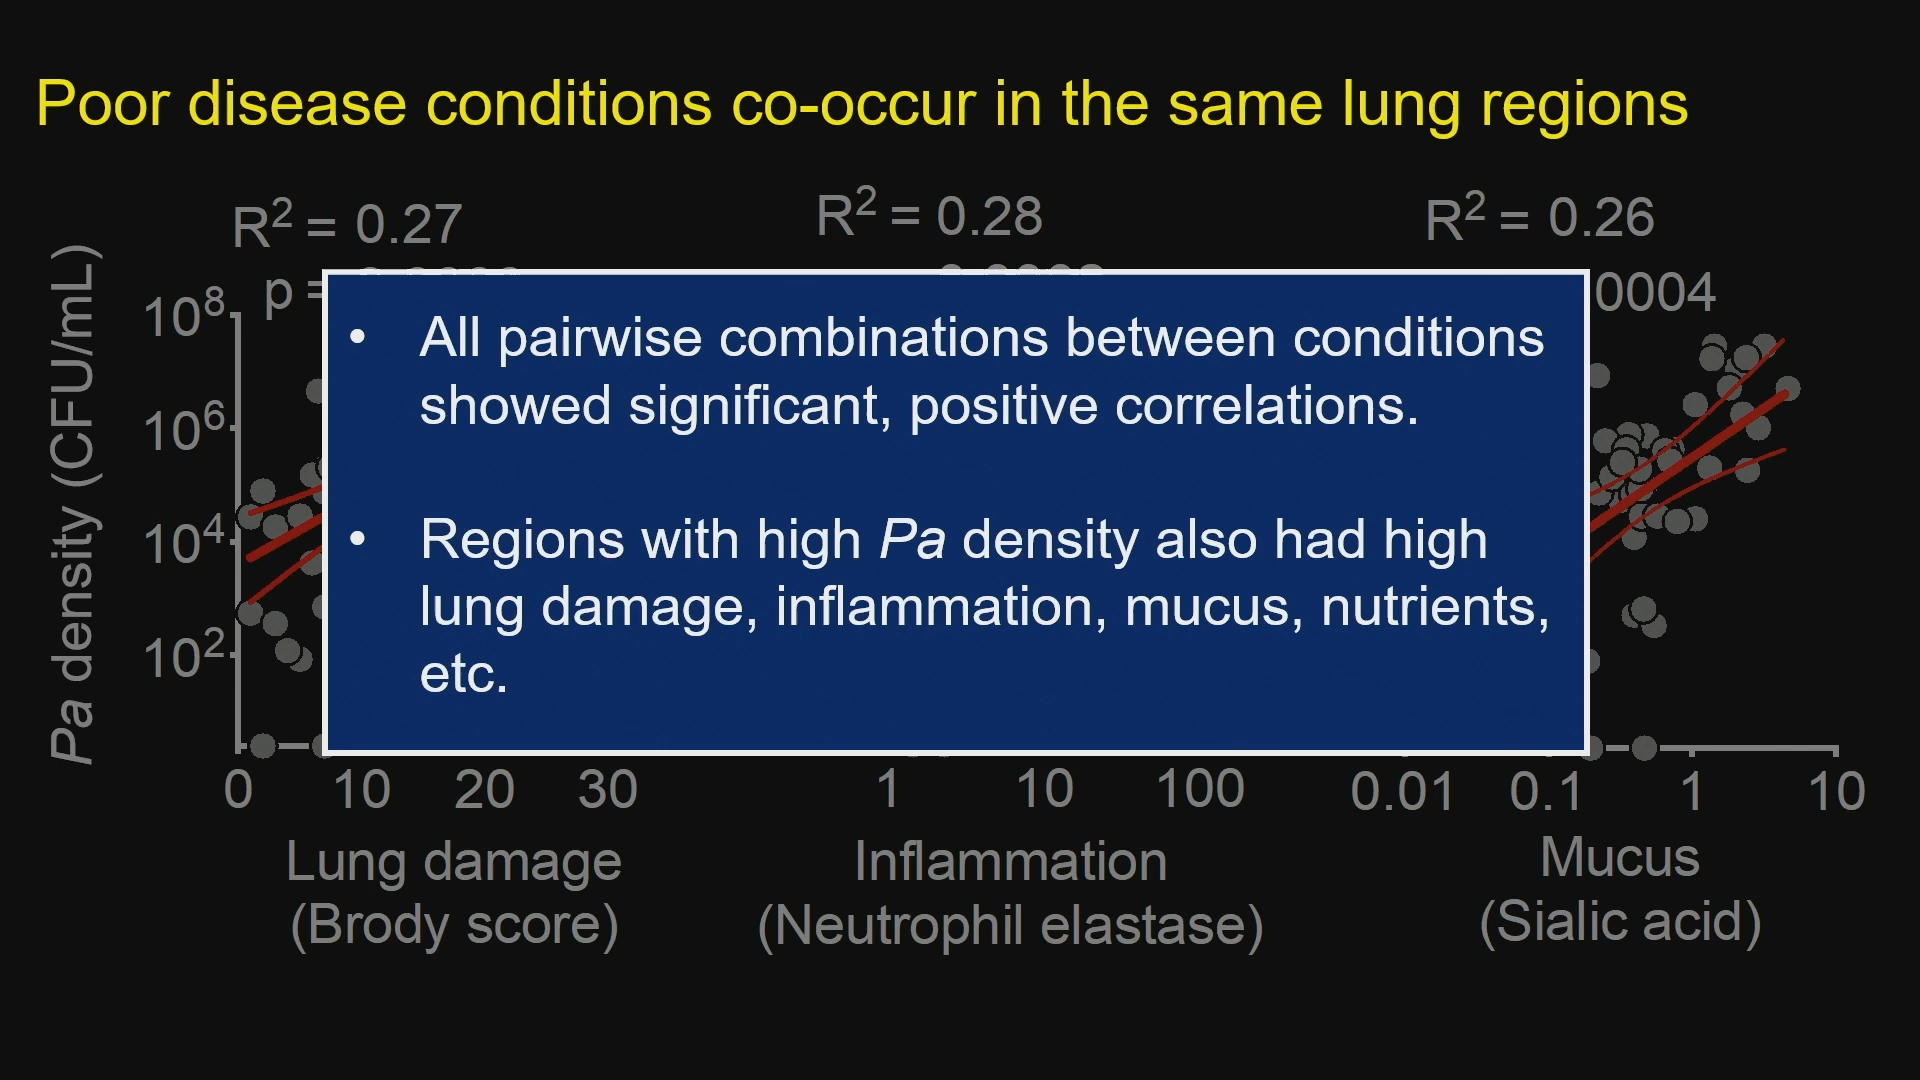 Poor disease conditions co-occur in the same lung regions
R² = 0.27
R² = 0.28
R² = 0.26
p =
0004
Pa density (CFU/mL)
10⁸
10⁶
10⁴
10²
• All pairwise combinations between conditions
showed significant, positive correlations.
• Regions with high Pa density also had high
lung damage, inflammation, mucus, nutrients,
etc.
0 10 20 30
1 10 100
0.01 0.1 1 10
Lung damage
(Brody score)
Inflammation
(Neutrophil elastase)
Mucus
(Sialic acid)